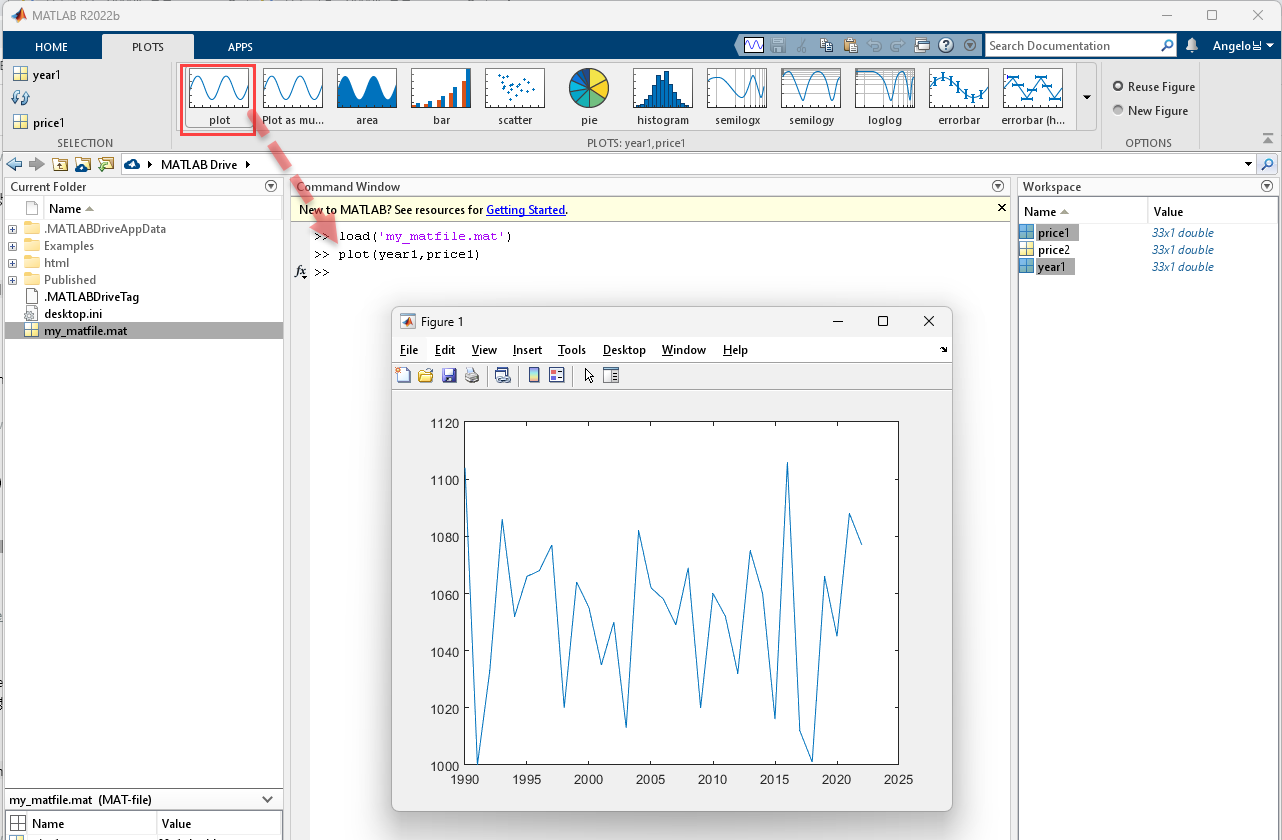 MATLAB R2022b
HOME PLOTS APPS
Search Documentation
Angelo
year1
price1
SELECTION
plot Plot as mu... area bar scatter pie histogram semilogx semilogy loglog errorbar errorbar (h...
PLOTS: year1,price1
Reuse Figure
New Figure
OPTIONS
MATLAB Drive
Current Folder
Name
.MATLABDriveAppData
Examples
html
Published
.MATLABDriveTag
desktop.ini
my_matfile.mat
my_matfile.mat (MAT-file)
Name Value
Command Window
New to MATLAB? See resources for Getting Started.
>> load('my_matfile.mat')
>> plot(year1,price1)
fx >>
Figure 1
File Edit View Insert Tools Desktop Window Help
1120
1100
1080
1060
1040
1020
1000
1990 1995 2000 2005 2010 2015 2020 2025
Workspace
Name Value
price1 33x1 double
price2 33x1 double
year1 33x1 double